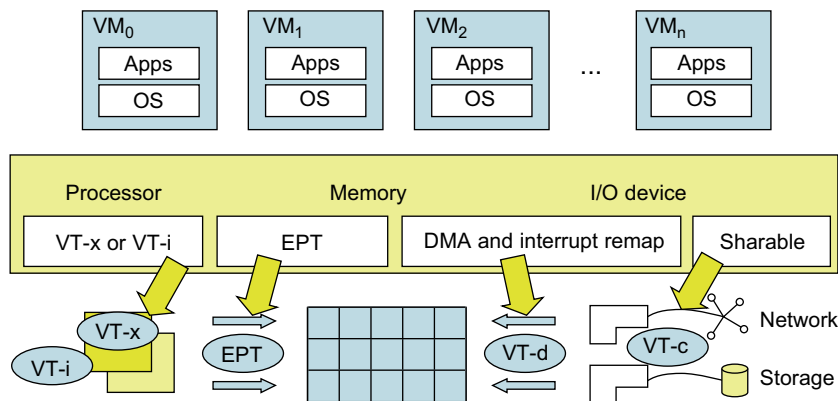 VM0 VM1 VM2 VMn
Apps Apps Apps Apps
...
OS OS OS OS
Processor Memory I/O device
VT-x or VT-i EPT DMA and interrupt remap Sharable
VT-x
VT-i
EPT
VT-d
VT-c
Network
Storage